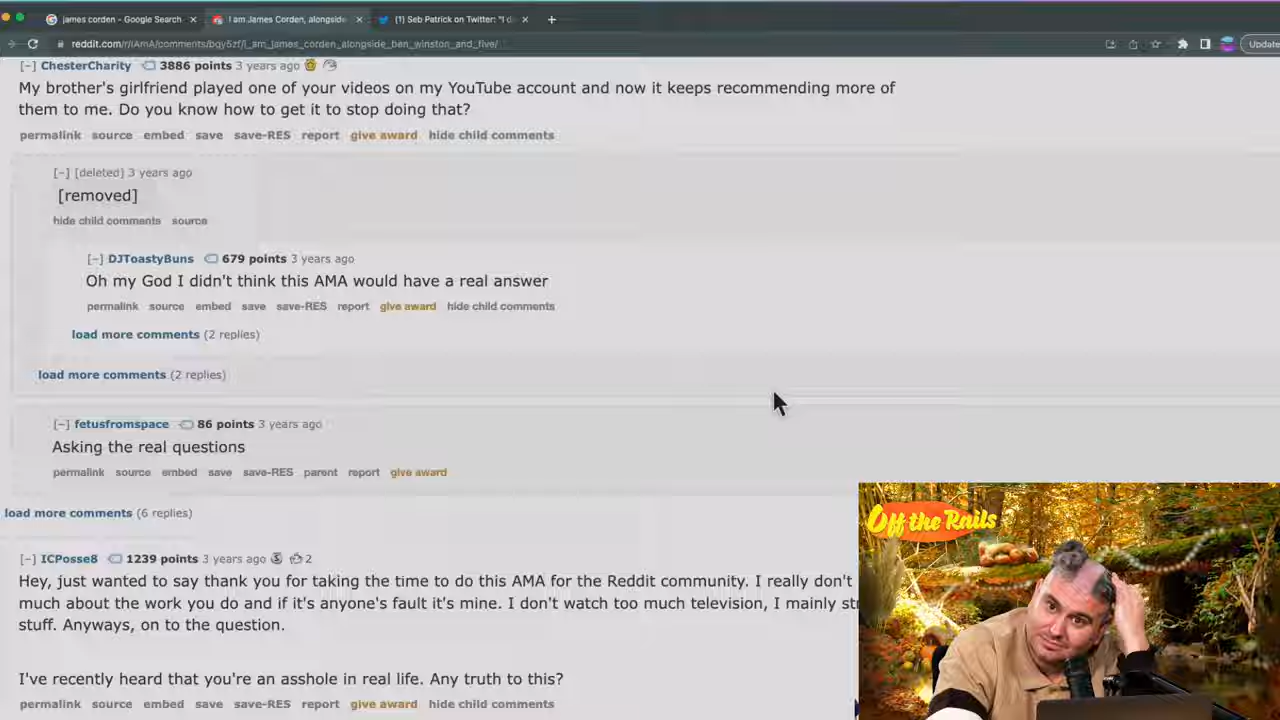 james corden - Google Search
I am James Corden, alongside
(1) Seb Patrick on Twitter: "I d
reddit.com/r/IAmA/comments/bqy5zf/i_am_james_corden_alongside_ben_winston_and_five/
Update
[–] ChesterCharity 3886 points 3 years ago
My brother's girlfriend played one of your videos on my YouTube account and now it keeps recommending more of
them to me. Do you know how to get it to stop doing that?
permalink source embed save save-RES report give award hide child comments
[–] [deleted] 3 years ago
[removed]
hide child comments source
[–] DJToastyBuns 679 points 3 years ago
Oh my God I didn't think this AMA would have a real answer
permalink source embed save save-RES report give award hide child comments
load more comments (2 replies)
load more comments (2 replies)
[–] fetusfromspace 86 points 3 years ago
Asking the real questions
permalink source embed save save-RES parent report give award
load more comments (6 replies)
[–] ICPosse8 1239 points 3 years ago 2
Hey, just wanted to say thank you for taking the time to do this AMA for the Reddit community. I really don't
much about the work you do and if it's anyone's fault it's mine. I don't watch too much television, I mainly str
stuff. Anyways, on to the question.
I've recently heard that you're an asshole in real life. Any truth to this?
permalink source embed save save-RES report give award hide child comments
Off the Rails